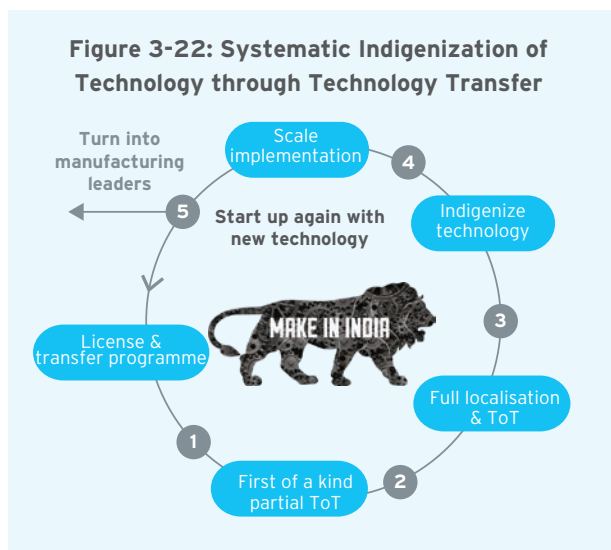 Figure 3-22: Systematic Indigenization of
Technology through Technology Transfer
Turn into
manufacturing
leaders
Scale
implementation
4
5
Start up again with
new technology
Indigenize
technology
MAKE IN INDIA
3
License &
transfer programme
Full localisation
& ToT
1
First of a kind
partial ToT
2